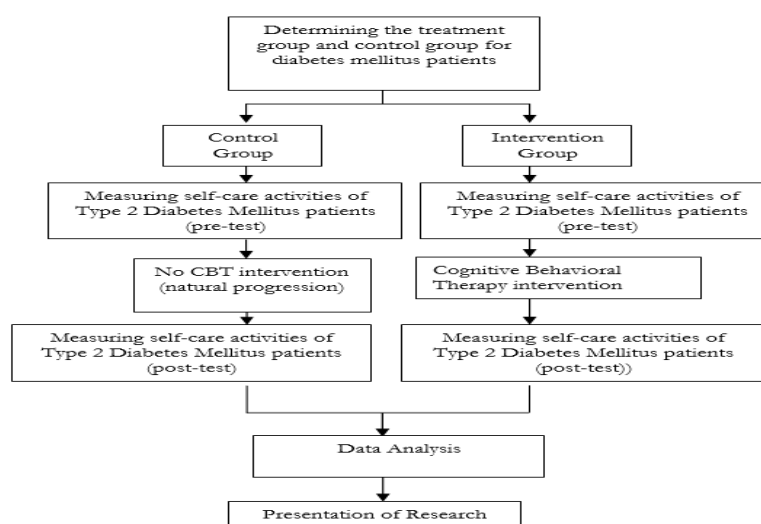 Determining the treatment
group and control group for
diabetes mellitus patients
Control
Group
Intervention
Group
Measuring self-care activities of
Type 2 Diabetes Mellitus patients
(pre-test)
Measuring self-care activities of
Type 2 Diabetes Mellitus patients
(pre-test)
No CBT intervention
(natural progression)
Cognitive Behavioral
Therapy intervention
Measuring self-care activities of
Type 2 Diabetes Mellitus patients
(post-test)
Measuring self-care activities of
Type 2 Diabetes Mellitus patients
(post-test))
Data Analysis
Presentation of Research